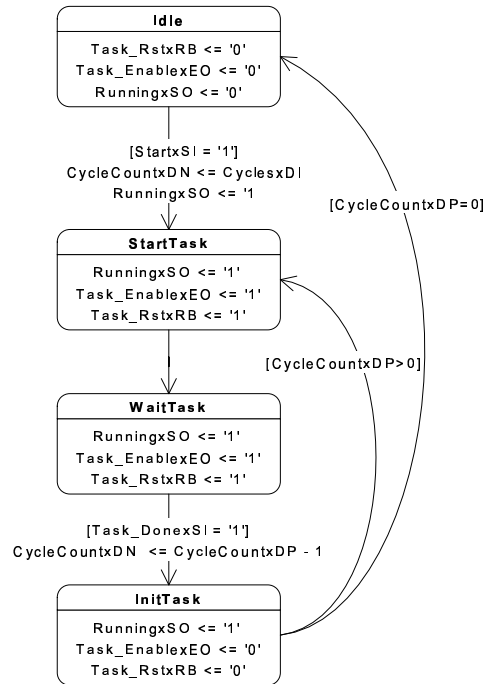 Idle
Task_RstxRB <= '0'
Task_EnablexEO <= '0'
RunningxSO <= '0'
[StartxSI = '1']
CycleCountxDN <= CyclesxDI
RunningxSO <= '1
[CycleCountxDP=0]
StartTask
RunningxSO <= '1'
Task_EnablexEO <= '1'
Task_RstxRB <= '1'
[CycleCountxDP>0]
WaitTask
RunningxSO <= '1'
Task_EnablexEO <= '1'
Task_RstxRB <= '1'
[Task_DonexSI = '1']
CycleCountxDN <= CycleCountxDP - 1
InitTask
RunningxSO <= '1'
Task_EnablexEO <= '0'
Task_RstxRB <= '0'